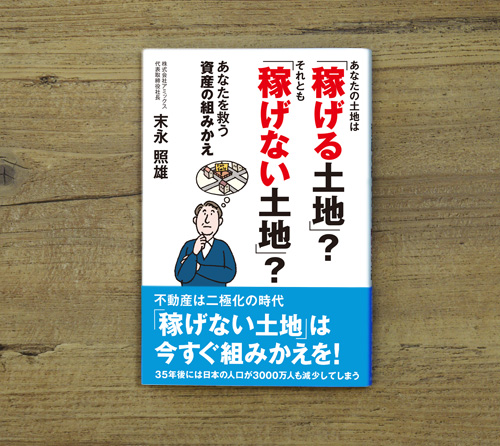 あなたの土地は
「稼げる土地」?
それとも
「稼げない土地」?
あなたを救う
資産の組みかえ
株式会社アミックス
代表取締役社長
末永 照雄
不動産は二極化の時代
「稼げない土地」は
今すぐ組みかえを!
35年後には日本の人口が3000万人も減少してしまう